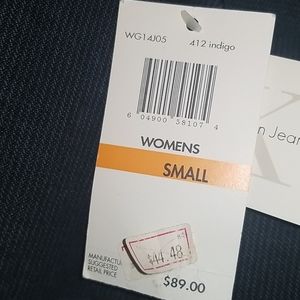 WG14J05 412 indigo
6 04900 58107 4
WOMENS
SMALL
$44.48
MANUFACTU
SUGGESTED
RETAIL PRICE
$89.00
n Jean